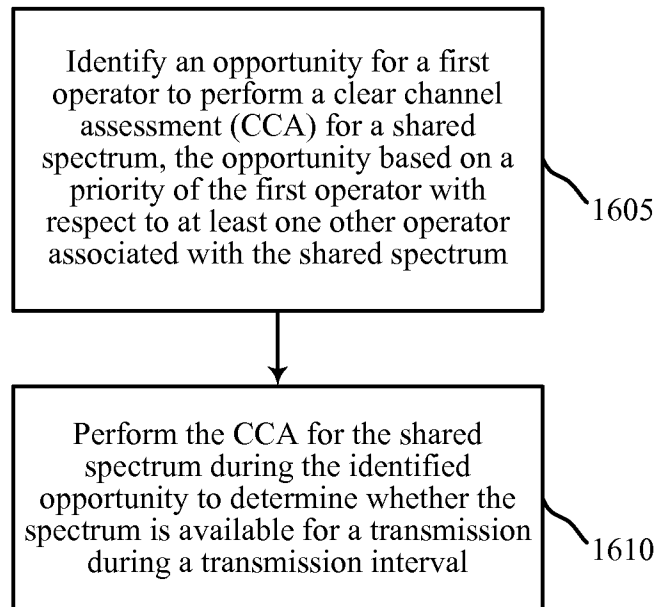 Identify an opportunity for a first
operator to perform a clear channel
assessment (CCA) for a shared
spectrum, the opportunity based on a
priority of the first operator with
respect to at least one other operator
associated with the shared spectrum
1605
Perform the CCA for the shared
spectrum during the identified
opportunity to determine whether the
spectrum is available for a transmission
during a transmission interval
1610